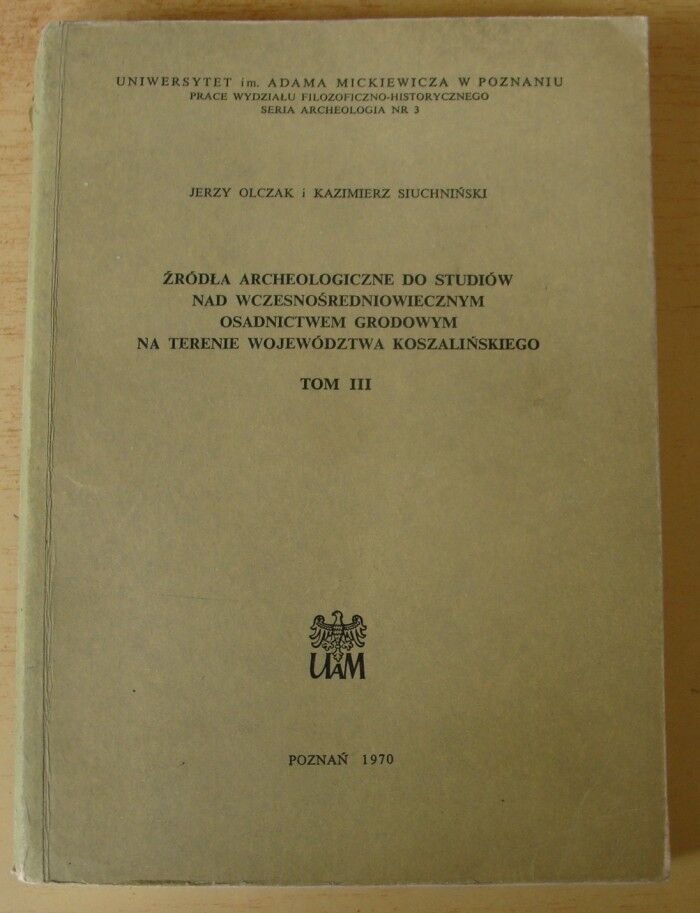 UNIWERSYTET im. ADAMA MICKIEWICZA W POZNANIU
PRACE WYDZIAŁU FILOZOFICZNO-HISTORYCZNEGO
SERIA ARCHEOLOGIA NR 3
JERZY OLCZAK i KAZIMIERZ SIUCHNIŃSKI
ŹRÓDŁA ARCHEOLOGICZNE DO STUDIÓW
NAD WCZESNOŚREDNIOWIECZNYM
OSADNICTWEM GRODOWYM
NA TERENIE WOJEWÓDZTWA KOSZALIŃSKIEGO
TOM III
UAM
POZNAŃ 1970